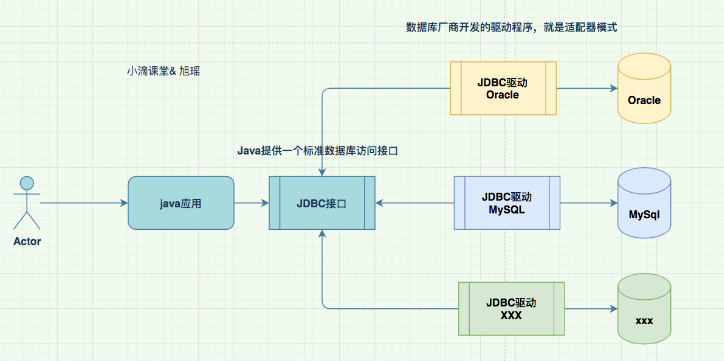 数据库厂商开发的驱动程序，就是适配器模式
小滴课堂& 旭瑶
JDBC驱动
Oracle
Oracle
Java提供一个标准数据库访问接口
Actor
java应用
JDBC接口
JDBC驱动
MySQL
MySql
JDBC驱动
XXX
xxx